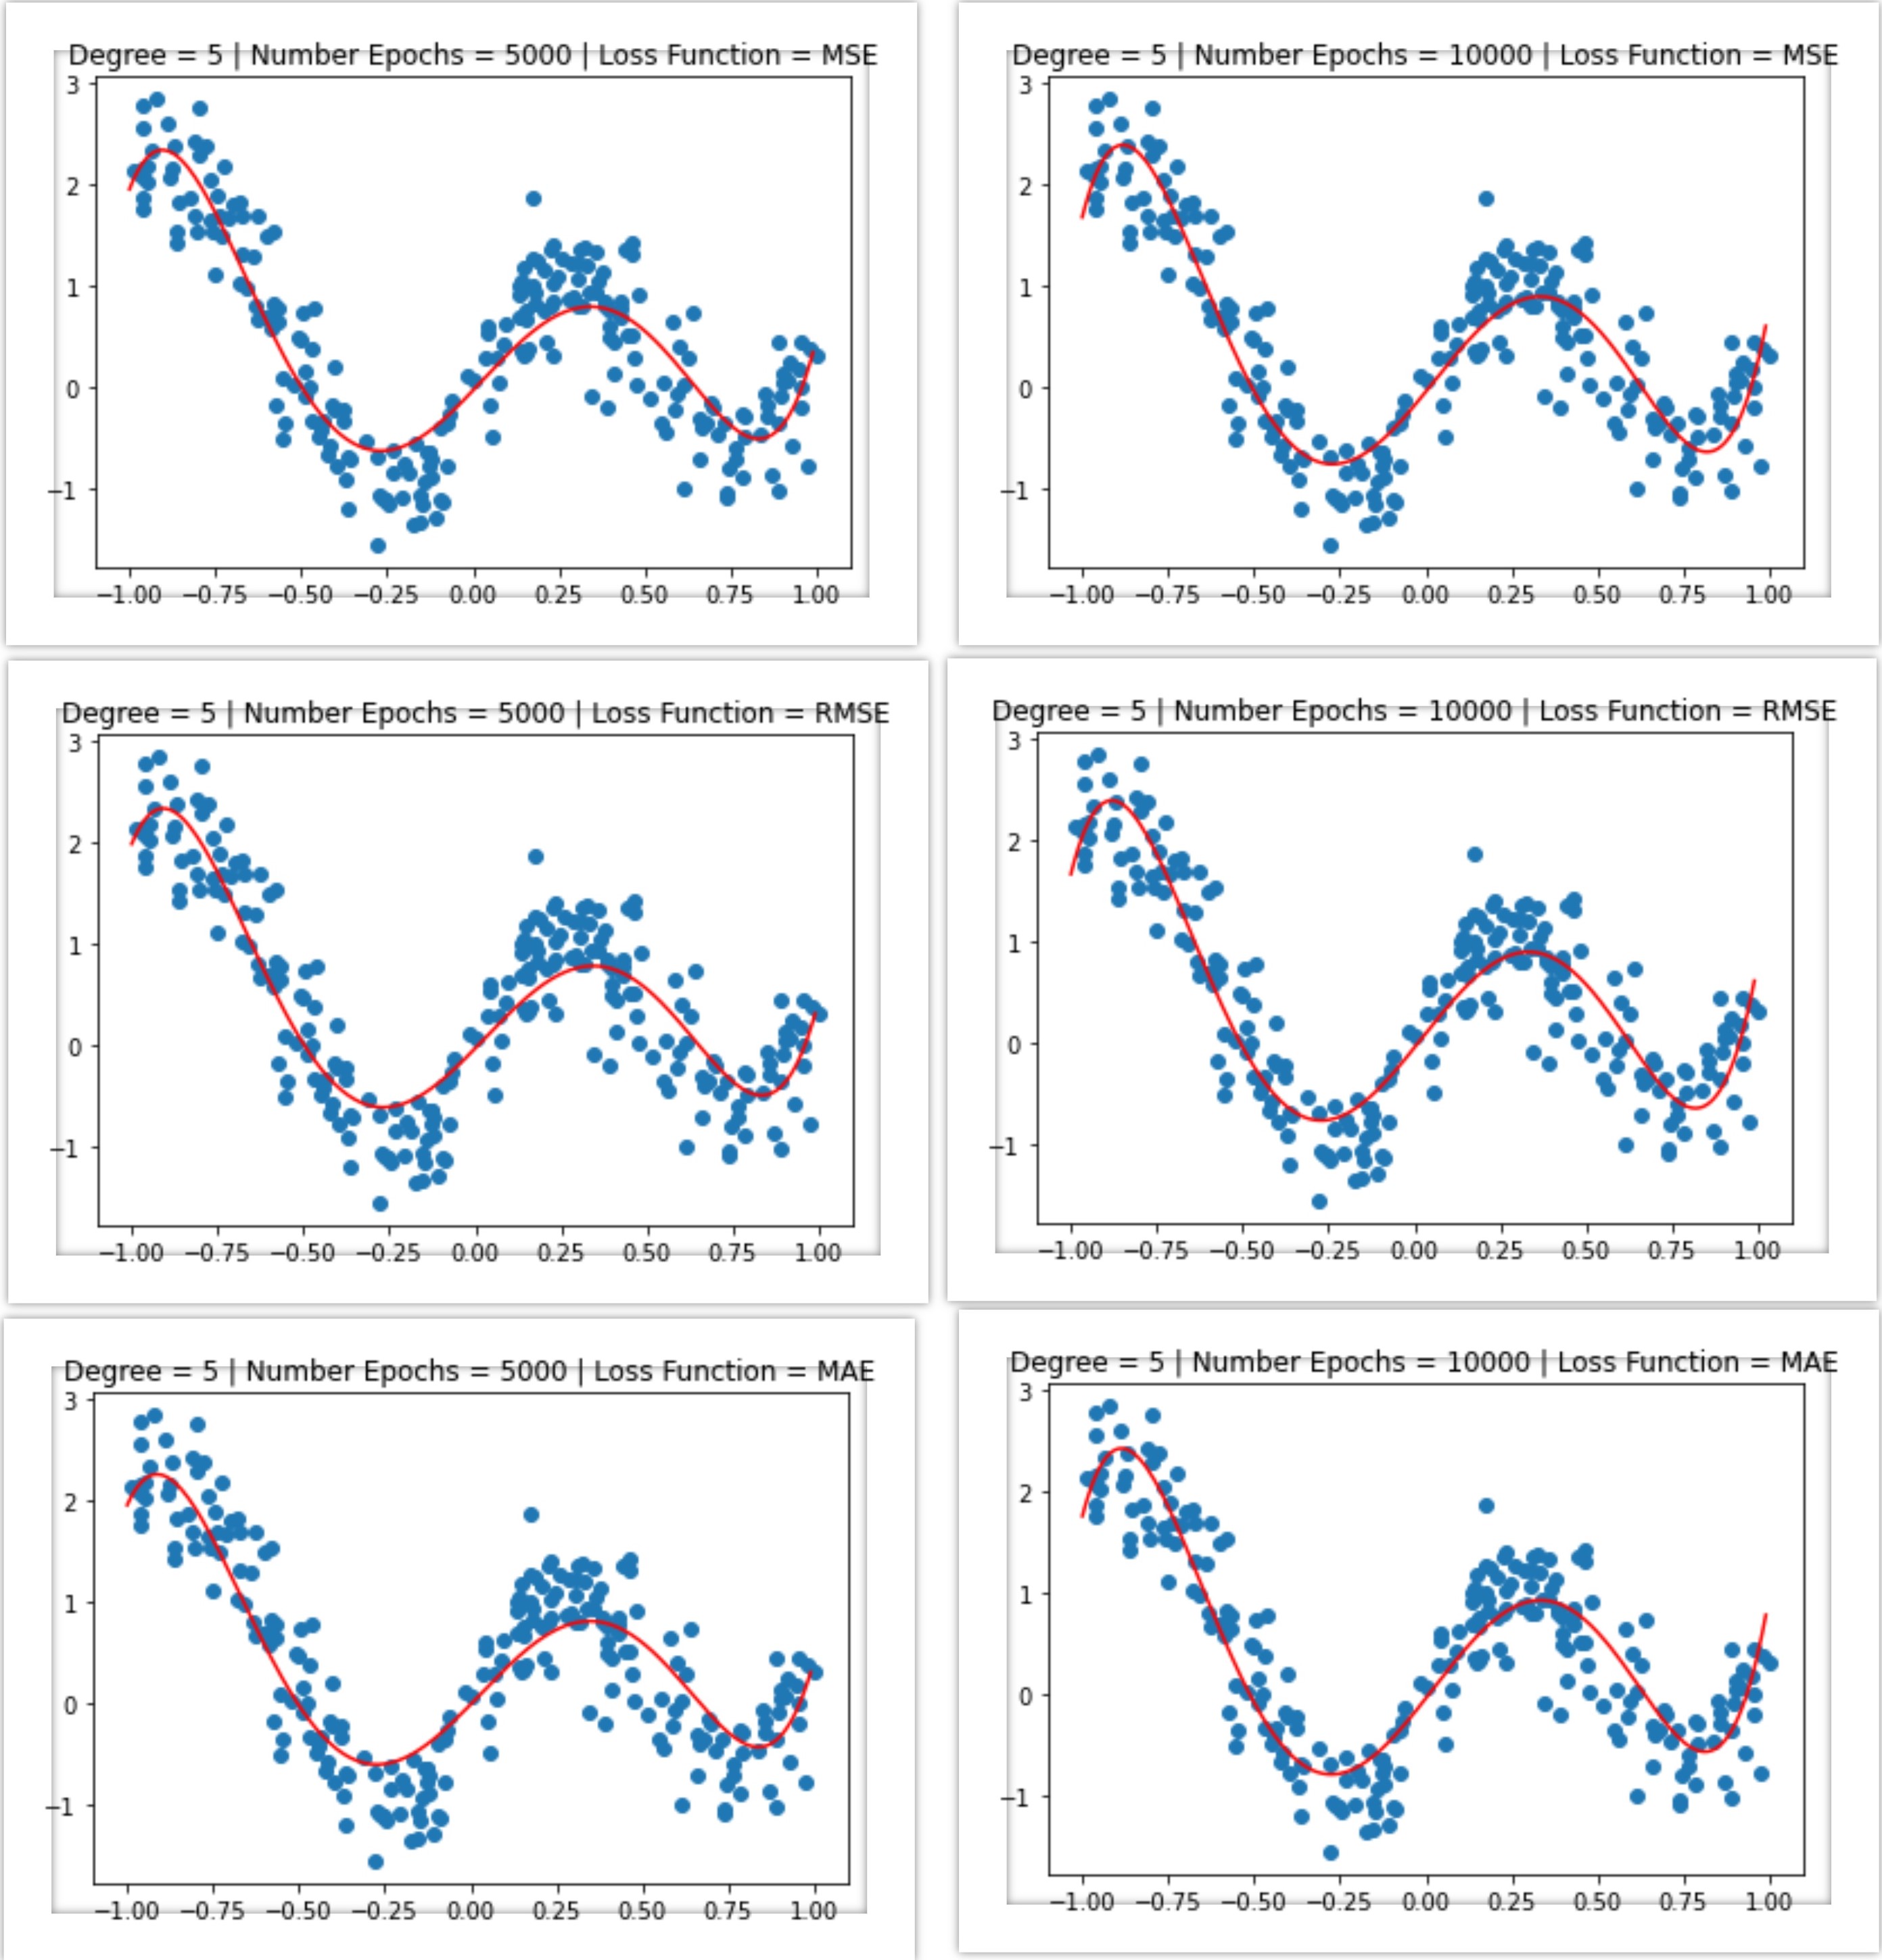 Degree = 5 | Number Epochs = 5000 | Loss Function = MSE
3
2
1
0
−1
−1.00 −0.75 −0.50 −0.25 0.00 0.25 0.50 0.75 1.00
Degree = 5 | Number Epochs = 10000 | Loss Function = MSE
3
2
1
0
−1
−1.00 −0.75 −0.50 −0.25 0.00 0.25 0.50 0.75 1.00
Degree = 5 | Number Epochs = 5000 | Loss Function = RMSE
3
2
1
0
−1
−1.00 −0.75 −0.50 −0.25 0.00 0.25 0.50 0.75 1.00
Degree = 5 | Number Epochs = 10000 | Loss Function = RMSE
3
2
1
0
−1
−1.00 −0.75 −0.50 −0.25 0.00 0.25 0.50 0.75 1.00
Degree = 5 | Number Epochs = 5000 | Loss Function = MAE
3
2
1
0
−1
−1.00 −0.75 −0.50 −0.25 0.00 0.25 0.50 0.75 1.00
Degree = 5 | Number Epochs = 10000 | Loss Function = MAE
3
2
1
0
−1
−1.00 −0.75 −0.50 −0.25 0.00 0.25 0.50 0.75 1.00